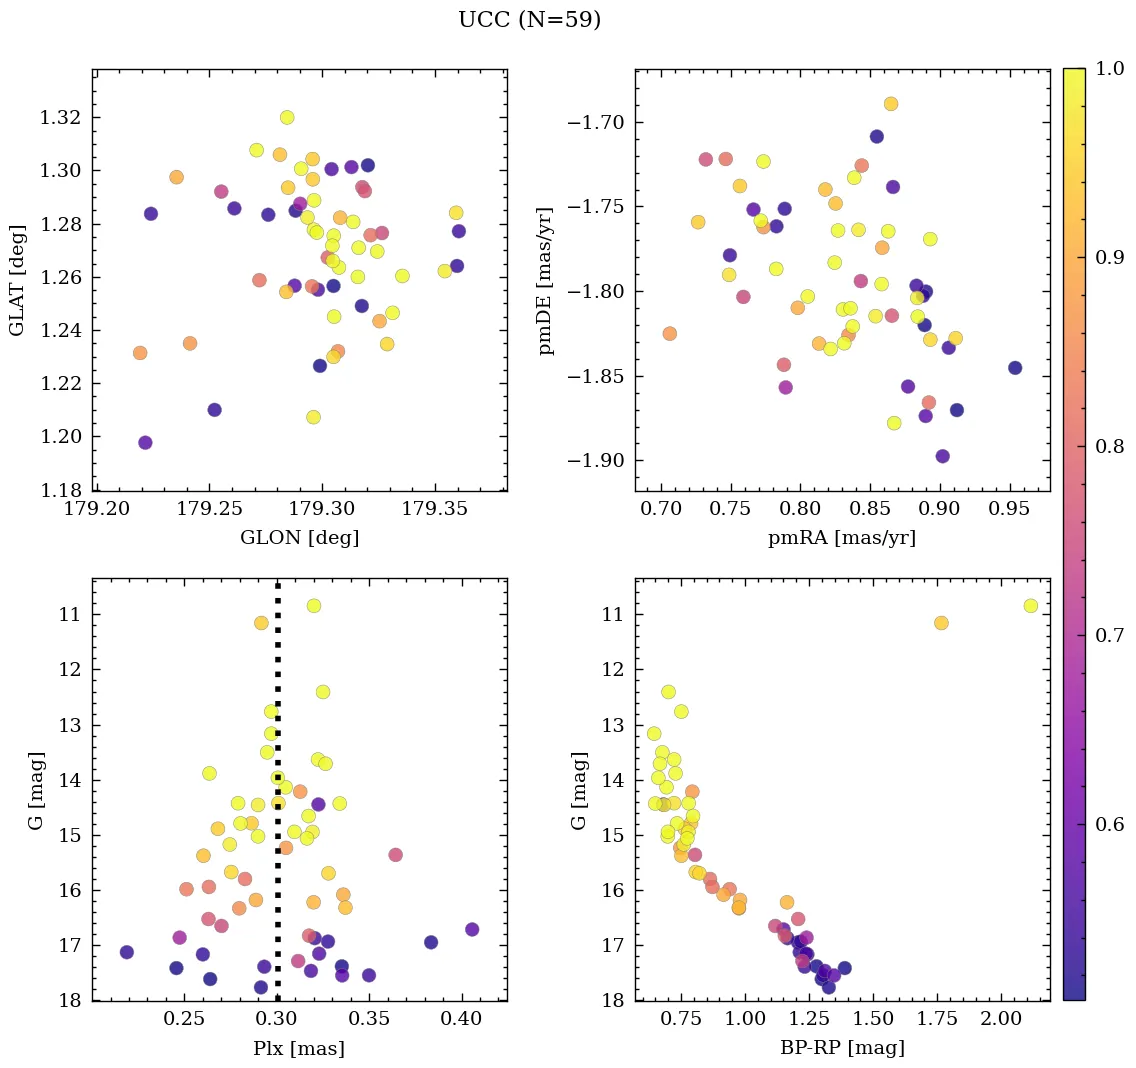 UCC (N=59)
1.32
1.30
1.28
1.26
1.24
1.22
1.20
1.18
GLAT [deg]
179.20 179.25 179.30 179.35
GLON [deg]
−1.70
−1.75
−1.80
−1.85
−1.90
pmDE [mas/yr]
0.70 0.75 0.80 0.85 0.90 0.95
pmRA [mas/yr]
1.0
0.9
0.8
0.7
0.6
11
12
13
14
15
16
17
18
G [mag]
0.25 0.30 0.35 0.40
Plx [mas]
11
12
13
14
15
16
17
18
G [mag]
0.75 1.00 1.25 1.50 1.75 2.00
BP-RP [mag]